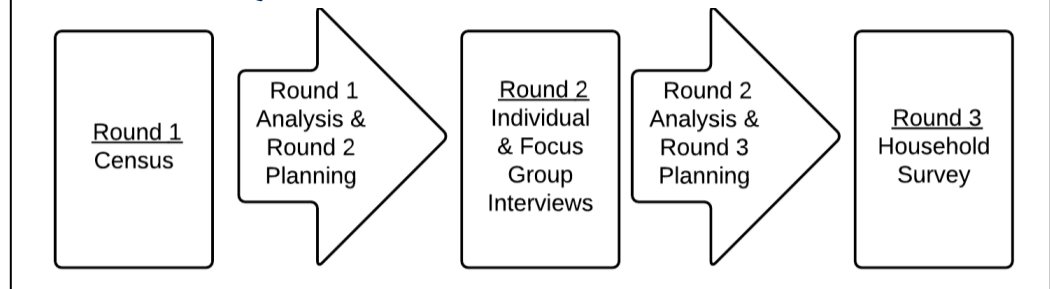 Round 1
Census
Round 1
Analysis &
Round 2
Planning
Round 2
Individual
& Focus
Group
Interviews
Round 2
Analysis &
Round 3
Planning
Round 3
Household
Survey